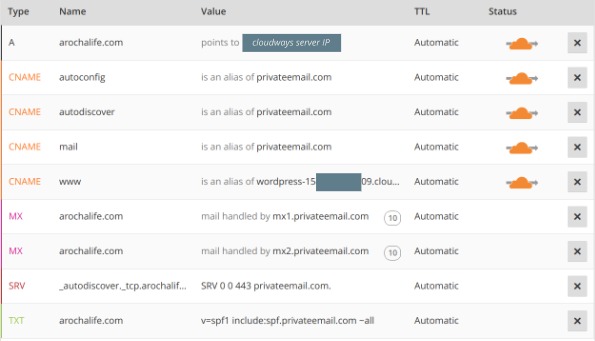 Type Name Value TTL Status
A arochalife.com points to cloudways server IP Automatic ×
CNAME autoconfig is an alias of privateemail.com Automatic ×
CNAME autodiscover is an alias of privateemail.com Automatic ×
CNAME mail is an alias of privateemail.com Automatic ×
CNAME www is an alias of wordpress-15 09.clou... Automatic ×
MX arochalife.com mail handled by mx1.privateemail.com 10 Automatic ×
MX arochalife.com mail handled by mx2.privateemail.com 10 Automatic ×
SRV _autodiscover._tcp.arochalif... SRV 0 0 443 privateemail.com. Automatic ×
TXT arochalife.com v=spf1 include:spf.privateemail.com ~all Automatic ×